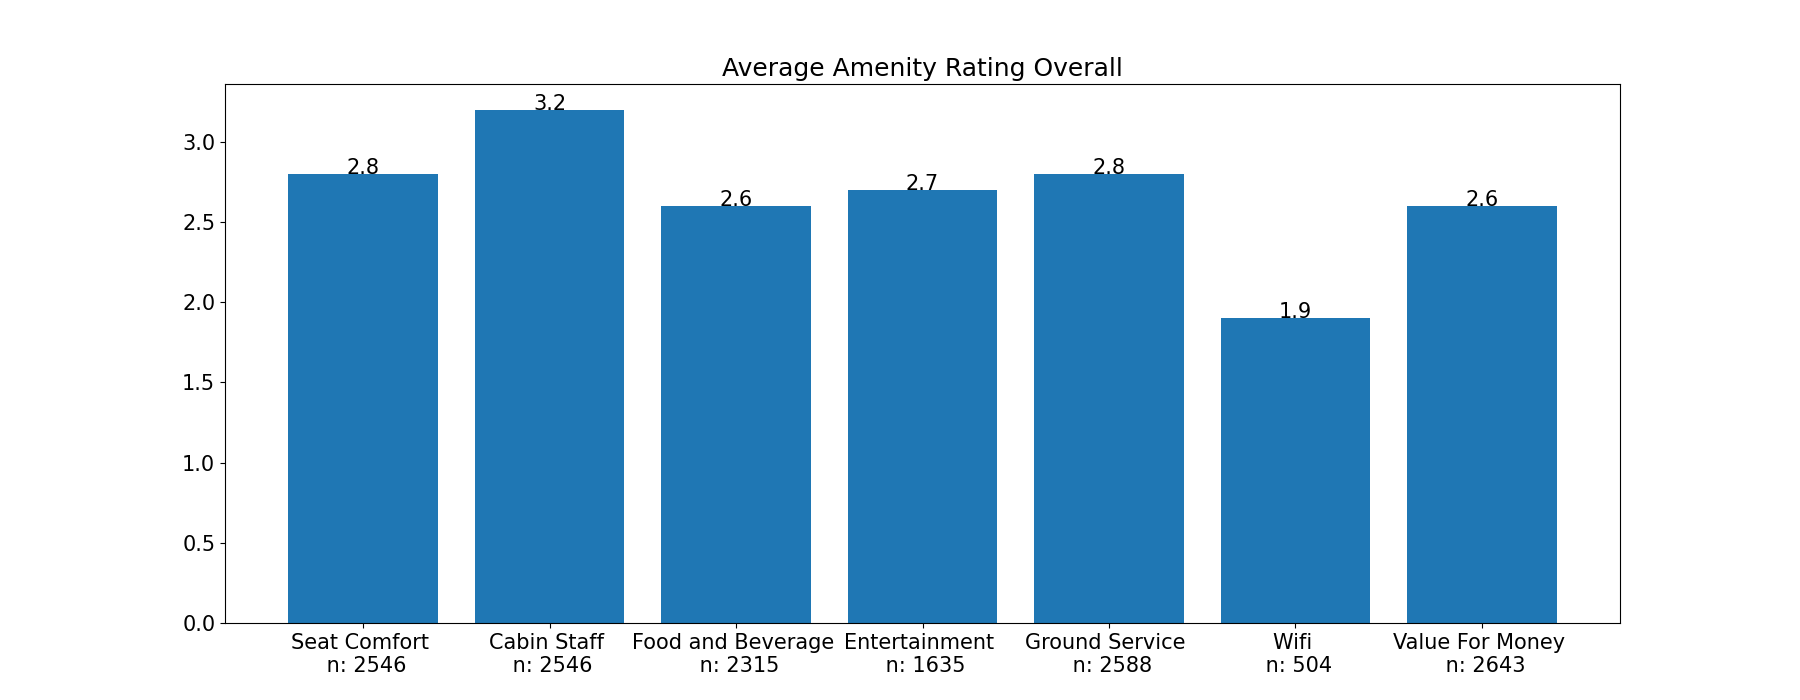 Average Amenity Rating Overall
3.2
2.8
2.6
2.7
2.8
1.9
2.6
3.0
2.5
2.0
1.5
1.0
0.5
0.0
Seat Comfort
n: 2546
Cabin Staff
n: 2546
Food and Beverage
n: 2315
Entertainment
n: 1635
Ground Service
n: 2588
Wifi
n: 504
Value For Money
n: 2643